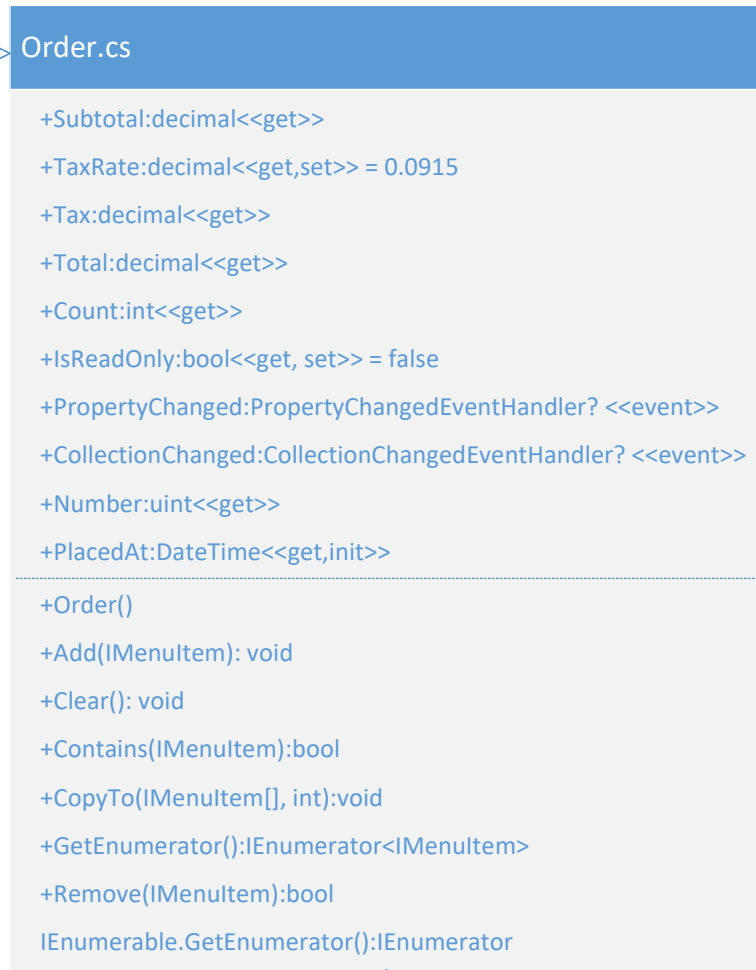 Order.cs
+Subtotal:decimal<<get>>
+TaxRate:decimal<<get,set>> = 0.0915
+Tax:decimal<<get>>
+Total:decimal<<get>>
+Count:int<<get>>
+IsReadOnly:bool<<get, set>> = false
+PropertyChanged:PropertyChangedEventHandler? <<event>>
+CollectionChanged:CollectionChangedEventHandler? <<event>>
+Number:uint<<get>>
+PlacedAt:DateTime<<get,init>>
+Order()
+Add(IMenuItem): void
+Clear(): void
+Contains(IMenuItem):bool
+CopyTo(IMenuItem[], int):void
+GetEnumerator():IEnumerator<IMenuItem>
+Remove(IMenuItem):bool
IEnumerable.GetEnumerator():IEnumerator